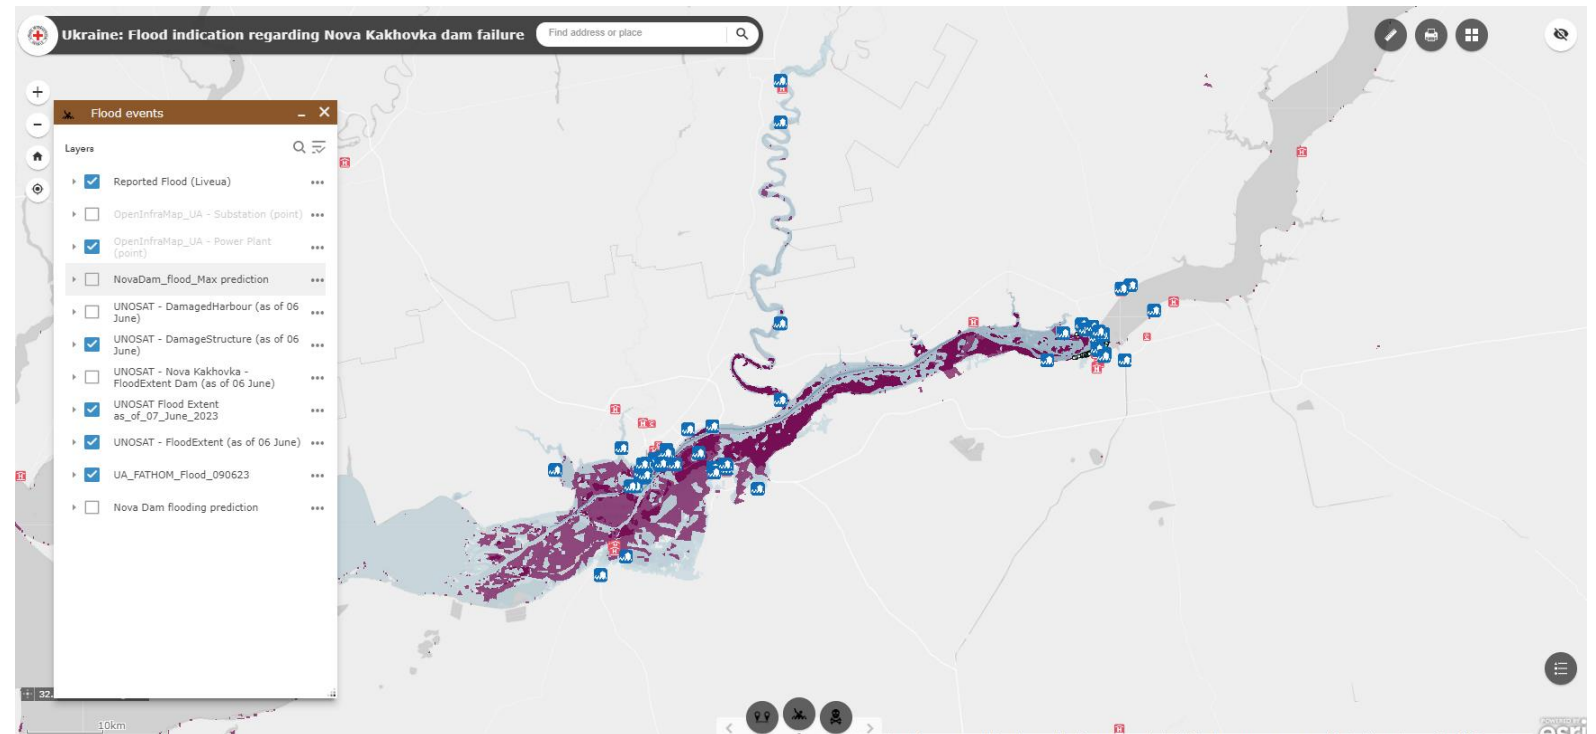 Ukraine: Flood indication regarding Nova Kakhovka dam failure
Find address or place
Flood events
Layers
Reported Flood (Liveua)
OpenInfraMap_UA - Substation (point)
OpenInfraMap_UA - Power Plant
(point)
NovaDam_flood_Max prediction
UNOSAT - DamagedHarbour (as of 06
June)
UNOSAT - DamageStructure (as of 06
June)
UNOSAT - Nova Kakhovka -
FloodExtent Dam (as of 06 June)
UNOSAT Flood Extent
as_of_07_June_2023
UNOSAT - FloodExtent (as of 06 June)
UA_FATHOM_Flood_090623
Nova Dam flooding prediction
32.
10km
esri